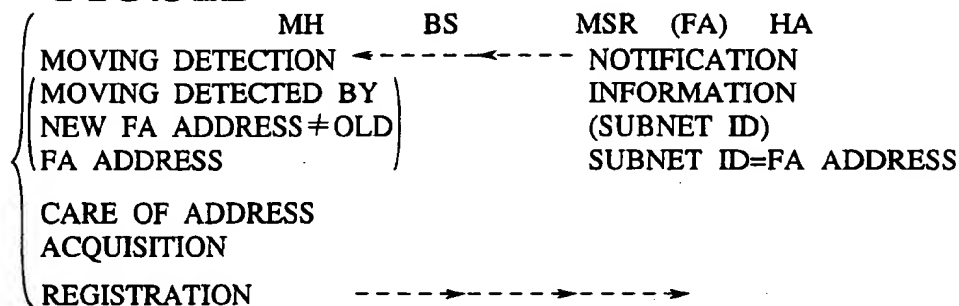 MH BS MSR (FA) HA
MOVING DETECTION NOTIFICATION
MOVING DETECTED BY INFORMATION
NEW FA ADDRESS≠OLD (SUBNET ID)
FA ADDRESS SUBNET ID=FA ADDRESS
CARE OF ADDRESS
ACQUISITION
REGISTRATION